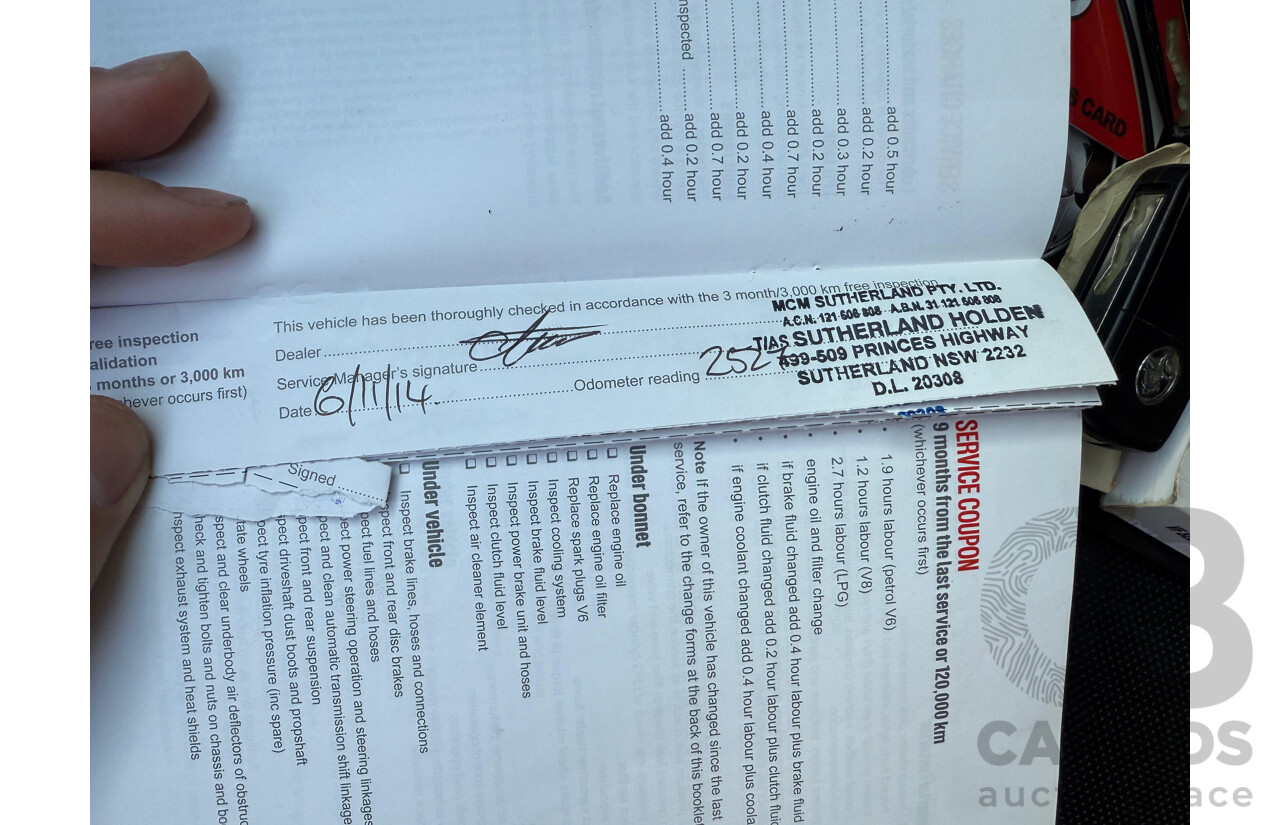 nspected
add 0.4 hour
add 0.2 hour
add 0.7 hour
add 0.2 hour
add 0.4 hour
add 0.7 hour
add 0.2 hour
add 0.3 hour
add 0.2 hour
add 0.5 hour
CARD
ree inspection
alidation
months or 3,000 km
hever occurs first)
This vehicle has been thoroughly checked in accordance with the 3 month/3,000 km free inspection
Dealer
Service Manager's signature
Date 6/11/14. Odometer reading 252
MCM SUTHERLAND PTY. LTD.
A.C.N. 121 606 808 A.B.N. 31 121 606 808
T/AS SUTHERLAND HOLDEN
499-509 PRINCES HIGHWAY
SUTHERLAND NSW 2232
D.L. 20308
Signed
SERVICE COUPON
9 months from the last service or 120,000 km
(whichever occurs first)
• 1.9 hours labour (petrol V6)
• 1.2 hours labour (V8)
• 2.7 hours labour (LPG)
engine oil and filter change
• if brake fluid changed add 0.4 hour labour plus brake fluid
• if clutch fluid changed add 0.2 hour labour plus clutch fluid
• if engine coolant changed add 0.4 hour labour plus coola
Note If the owner of this vehicle has changed since the last
service, refer to the change forms at the back of this booklet
Under bonnet
Replace engine oil
Replace engine oil filter
Replace spark plugs V6
Inspect cooling system
Inspect brake fluid level
Inspect power brake unit and hoses
Inspect clutch fluid level
Inspect air cleaner element
Under vehicle
Inspect brake lines, hoses and connections
pect front and rear disc brakes
pect fuel lines and hoses
pect power steering operation and steering linkages
pect and clean automatic transmission shift linkage
pect front and rear suspension
pect driveshaft dust boots and propshaft
pect tyre inflation pressure (inc spare)
tate wheels
spect and clear underbody air deflectors of obstruc
heck and tighten bolts and nuts on chassis and bo
nspect exhaust system and heat shields